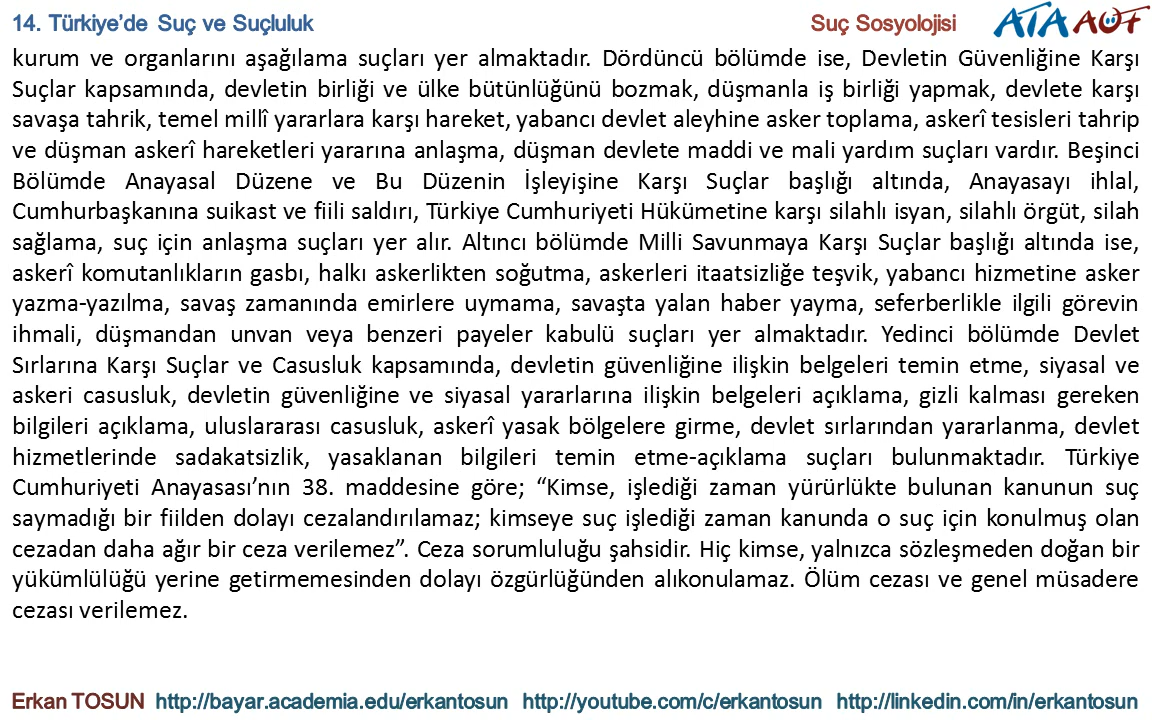 14. Türkiye’de Suç ve Suçluluk
Suç Sosyolojisi
ATA AÖF
kurum ve organlarını aşağılama suçları yer almaktadır. Dördüncü bölümde ise, Devletin Güvenliğine Karşı
Suçlar kapsamında, devletin birliği ve ülke bütünlüğünü bozmak, düşmanla iş birliği yapmak, devlete karşı
savaşa tahrik, temel millî yararlara karşı hareket, yabancı devlet aleyhine asker toplama, askerî tesisleri tahrip
ve düşman askerî hareketleri yararına anlaşma, düşman devlete maddi ve mali yardım suçları vardır. Beşinci
Bölümde Anayasal Düzene ve Bu Düzenin İşleyişine Karşı Suçlar başlığı altında, Anayasayı ihlal,
Cumhurbaşkanına suikast ve fiili saldırı, Türkiye Cumhuriyeti Hükümetine karşı silahlı isyan, silahlı örgüt, silah
sağlama, suç için anlaşma suçları yer alır. Altıncı bölümde Milli Savunmaya Karşı Suçlar başlığı altında ise,
askerî komutanlıkların gasbı, halkı askerlikten soğutma, askerleri itaatsizliğe teşvik, yabancı hizmetine asker
yazma-yazılma, savaş zamanında emirlere uymama, savaşta yalan haber yayma, seferberlikle ilgili görevin
ihmali, düşmandan unvan veya benzeri payeler kabulü suçları yer almaktadır. Yedinci bölümde Devlet
Sırlarına Karşı Suçlar ve Casusluk kapsamında, devletin güvenliğine ilişkin belgeleri temin etme, siyasal ve
askeri casusluk, devletin güvenliğine ve siyasal yararlarına ilişkin belgeleri açıklama, gizli kalması gereken
bilgileri açıklama, uluslararası casusluk, askerî yasak bölgelere girme, devlet sırlarından yararlanma, devlet
hizmetlerinde sadakatsizlik, yasaklanan bilgileri temin etme-açıklama suçları bulunmaktadır. Türkiye
Cumhuriyeti Anayasası’nın 38. maddesine göre; “Kimse, işlediği zaman yürürlükte bulunan kanunun suç
saymadığı bir fiilden dolayı cezalandırılamaz; kimseye suç işlediği zaman kanunda o suç için konulmuş olan
cezadan daha ağır bir ceza verilemez”. Ceza sorumluluğu şahsidir. Hiç kimse, yalnızca sözleşmeden doğan bir
yükümlülüğü yerine getirmemesinden dolayı özgürlüğünden alıkonulamaz. Ölüm cezası ve genel müsadere
cezası verilemez.
Erkan TOSUN http://bayar.academia.edu/erkantosun http://youtube.com/c/erkantosun http://linkedin.com/in/erkantosun